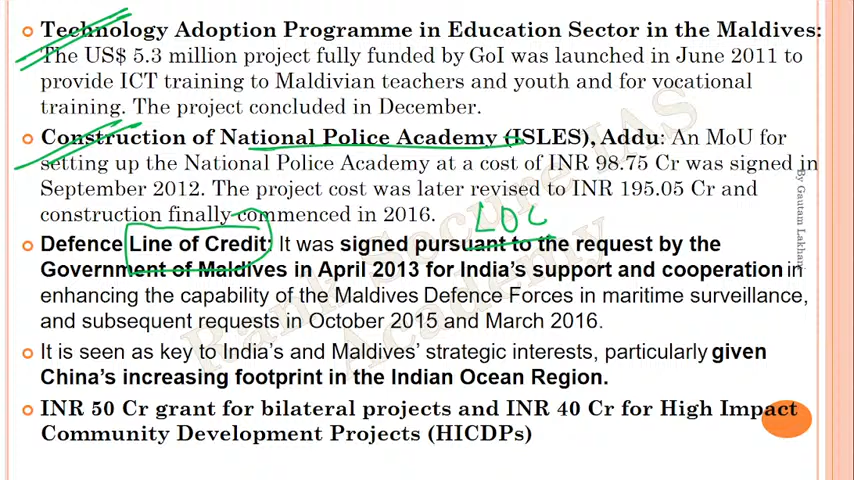 Technology Adoption Programme in Education Sector in the Maldives:
The US$ 5.3 million project fully funded by GoI was launched in June 2011 to
provide ICT training to Maldivian teachers and youth and for vocational
training. The project concluded in December.
Construction of National Police Academy (ISLES), Addu: An MoU for
setting up the National Police Academy at a cost of INR 98.75 Cr was signed in
September 2012. The project cost was later revised to INR 195.05 Cr and
construction finally commenced in 2016.
LOC
Defence Line of Credit: It was signed pursuant to the request by the
Government of Maldives in April 2013 for India's support and cooperation in
enhancing the capability of the Maldives Defence Forces in maritime surveillance,
and subsequent requests in October 2015 and March 2016.
It is seen as key to India's and Maldives' strategic interests, particularly given
China's increasing footprint in the Indian Ocean Region.
INR 50 Cr grant for bilateral projects and INR 40 Cr for High Impact
Community Development Projects (HICDPs)
By Gautam Lakhani
Rank Secure IAS
Academy